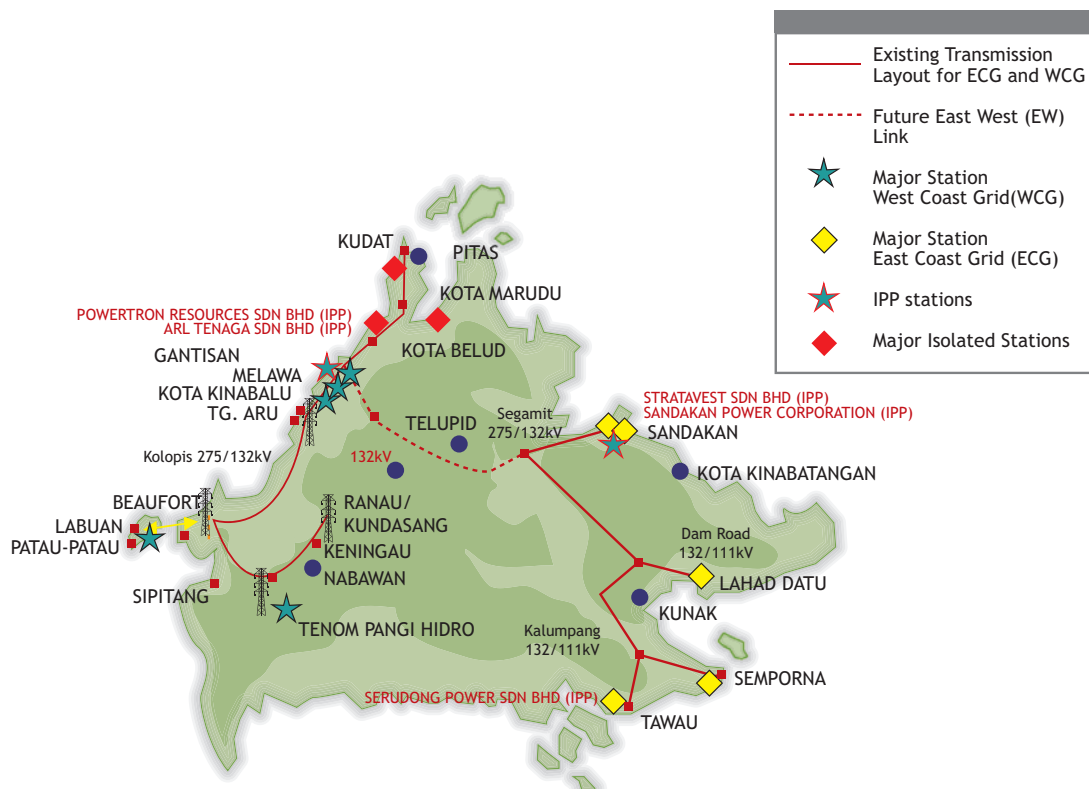 Existing Transmission
Layout for ECG and WCG
Future East West (EW)
Link
Major Station
West Coast Grid(WCG)
Major Station
East Coast Grid (ECG)
IPP stations
Major Isolated Stations
KUDAT
PITAS
KOTA MARUDU
POWERTRON RESOURCES SDN BHD (IPP)
ARL TENAGA SDN BHD (IPP)
KOTA BELUD
GANTISAN
MELAWA
KOTA KINABALU
TG. ARU
STRATAVEST SDN BHD (IPP)
SANDAKAN POWER CORPORATION (IPP)
SANDAKAN
Segamit
275/132kV
TELUPID
Kolopis 275/132kV
132kV
KOTA KINABATANGAN
BEAUFORT
RANAU/
KUNDASANG
LABUAN
PATAU-PATAU
KENINGAU
NABAWAN
Dam Road
132/111kV
LAHAD DATU
SIPITANG
KUNAK
TENOM PANGI HIDRO
Kalumpang
132/111kV
SEMPORNA
SERUDONG POWER SDN BHD (IPP)
TAWAU